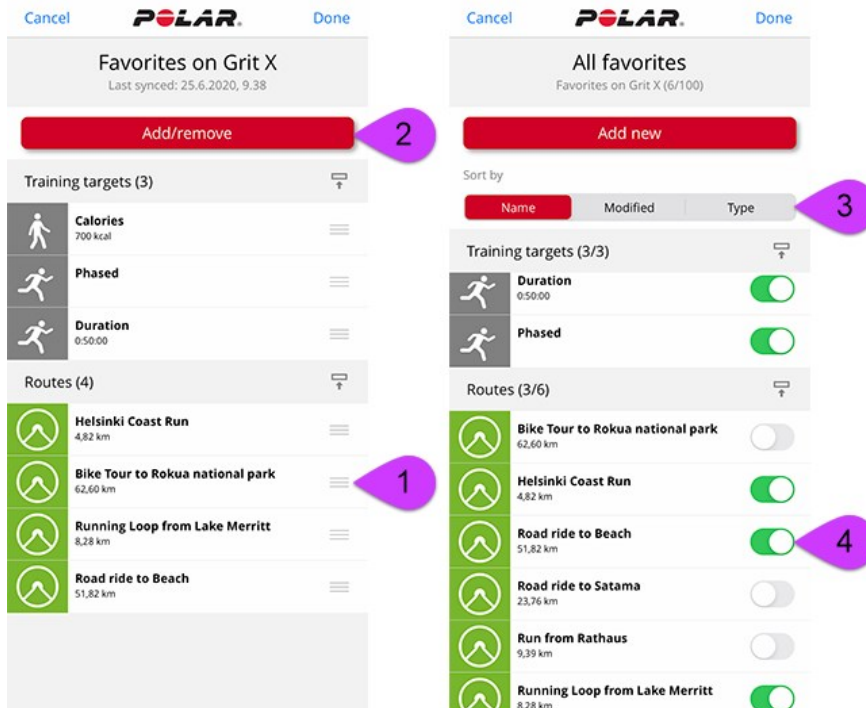 Cancel
POLAR.
Done
Favorites on Grit X
Last synced: 25.6.2020, 9.38
Add/remove
2
Training targets (3)
Calories
700 kcal
Phased
Duration
0:50:00
Routes (4)
Helsinki Coast Run
4,82 km
Bike Tour to Rokua national park
62,60 km
1
Running Loop from Lake Merritt
8,28 km
Road ride to Beach
51,82 km
Cancel
POLAR.
Done
All favorites
Favorites on Grit X (6/100)
Add new
Sort by
Name Modified Type
3
Training targets (3/3)
Duration
0:50:00
Phased
Routes (3/6)
Bike Tour to Rokua national park
62,60 km
Helsinki Coast Run
4,82 km
Road ride to Beach
51,82 km
4
Road ride to Satama
23,76 km
Run from Rathaus
9,39 km
Running Loop from Lake Merritt
8,28 km